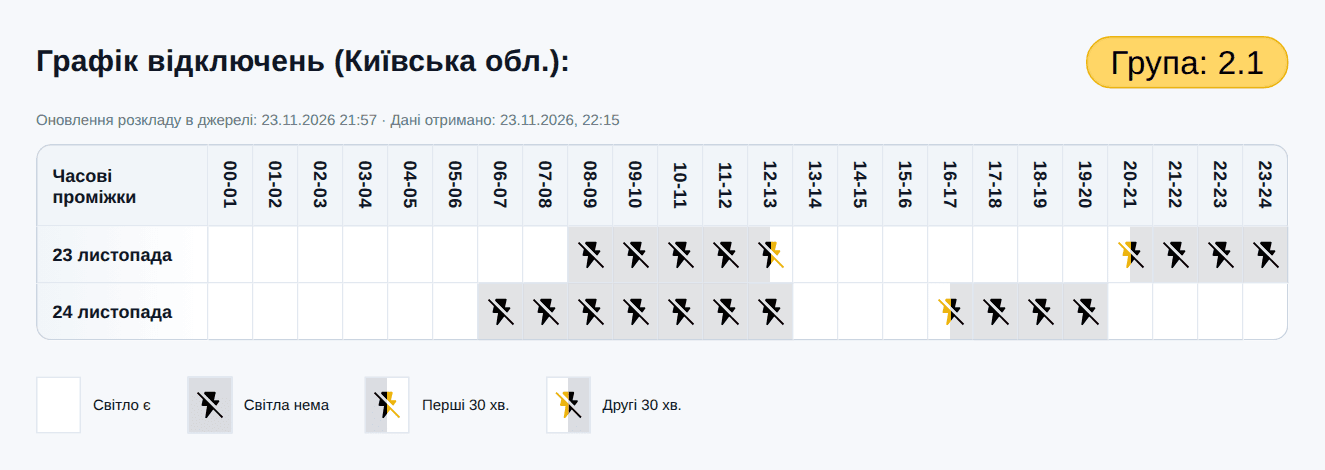 Графік відключень (Київська обл.):
Група: 2.1
Оновлення розкладу в джерелі: 23.11.2026 21:57 · Дані отримано: 23.11.2026, 22:15
Часові
проміжки
00-01
01-02
02-03
03-04
04-05
05-06
06-07
07-08
08-09
09-10
10-11
11-12
12-13
13-14
14-15
15-16
16-17
17-18
18-19
19-20
20-21
21-22
22-23
23-24
23 листопада
24 листопада
Світло є
Світла нема
Перші 30 хв.
Другі 30 хв.